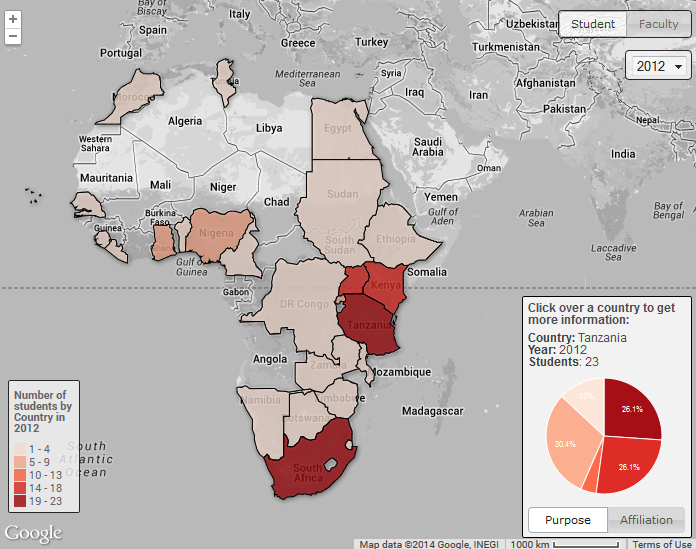 Bay of
Biscay
Italy
Spain
Portugal
Greece
Turkey
Uzbekistan
Turkmenistan
Student
Faculty
2012
Mediterranean
Sea
Syria
Iraq
Iran
Afghanistan
Pakistan
Nepal
Morocco
Algeria
Libya
Egypt
Western
Sahara
Saudi
Arabia
Oman
India
Mauritania
Mali
Niger
Chad
Sudan
Yemen
Gulf of
Aden
Arabian
Sea
Bay of
Bengal
Burkina
Faso
Guinea
Ghana
Nigeria
Gulf of
Guinea
South
Sudan
Ethiopia
Laccadive
Sea
Somalia
Gabon
Kenya
DR Congo
Tanzania
Angola
Zambia
Mozambique
Namibia
Zimbabwe
Botswana
Madagascar
South
Africa
South
Atlantic
Ocean
Number of
students by
Country in
2012
1 - 4
5 - 9
10 - 13
14 - 18
19 - 23
Click over a country to get
more information:
Country: Tanzania
Year: 2012
Students: 23
13%
26.1%
30.4%
26.1%
Purpose
Affiliation
Google
Map data ©2014 Google, INEGI
1000 km
Terms of Use